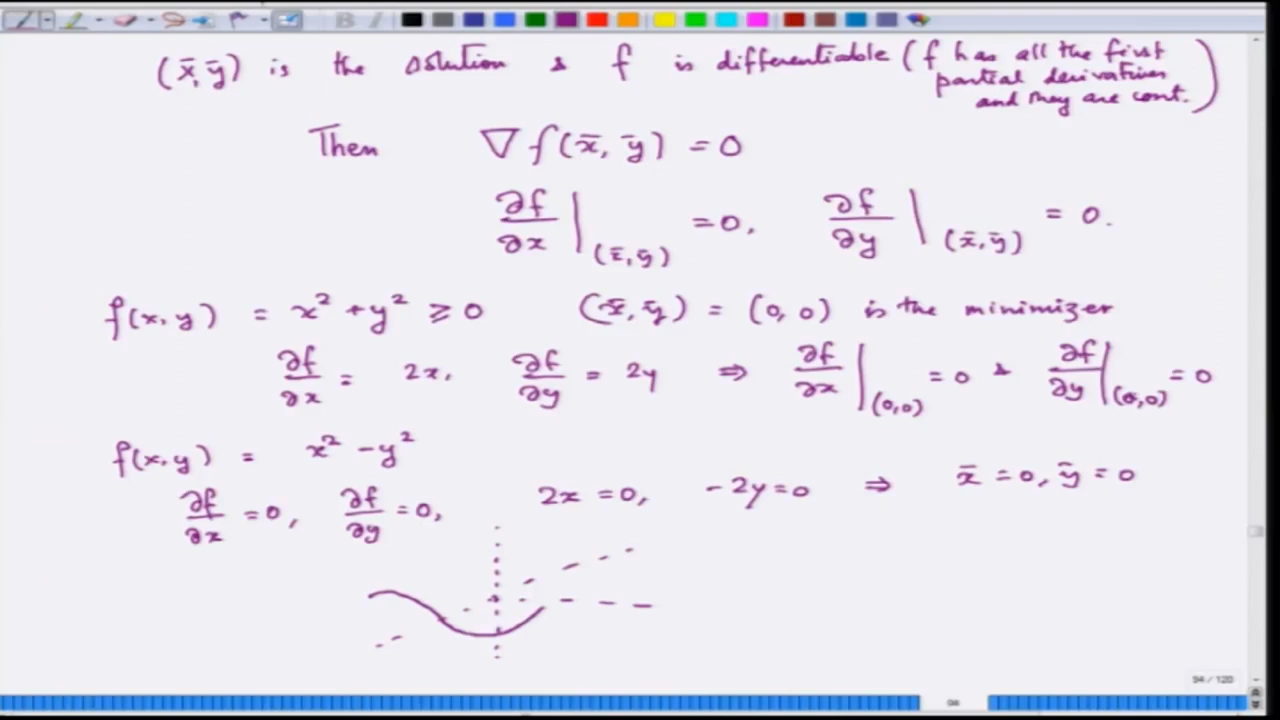 (x̄, ȳ) is the solution & f is differentiable (f has all the first
partial derivatives
and they are cont.)
Then ∇f(x̄, ȳ) = 0
∂f/∂x |(x̄,ȳ) = 0, ∂f/∂y |(x̄,ȳ) = 0.
f(x,y) = x² + y² ≥ 0 (x̄, ȳ) = (0, 0) is the minimizer
∂f/∂x = 2x, ∂f/∂y = 2y ⇒ ∂f/∂x |(0,0) = 0 & ∂f/∂y |(0,0) = 0
f(x,y) = x² - y²
∂f/∂x = 0, ∂f/∂y = 0, 2x = 0, -2y = 0 ⇒ x̄ = 0, ȳ = 0
94 / 120